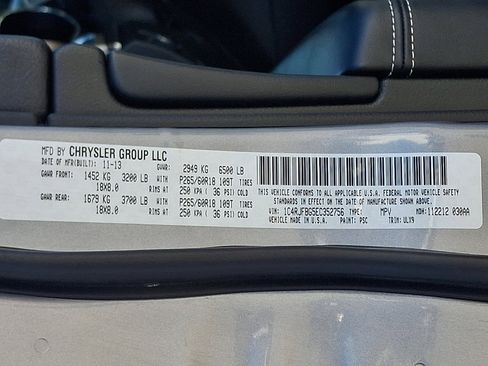 MFD BY CHRYSLER GROUP LLC
DATE OF MFR(BUILT): 11-13 GVWR: 2949 KG 6500 LB
GAWR FRONT: 1452 KG 3200 LB P265/60R18 109T TIRES
18X8.0 RIMS AT 250 KPA ( 36 PSI) COLD
GAWR REAR: 1679 KG 3700 LB P265/60R18 109T TIRES
18X8.0 RIMS AT 250 KPA ( 36 PSI) COLD
THIS VEHICLE CONFORMS TO ALL APPLICABLE U.S.A. FEDERAL MOTOR VEHICLE SAFETY
STANDARDS IN EFFECT ON THE DATE OF MANUFACTURE SHOWN ABOVE.
VIN: 1C4RJFBG5EC352756 TYPE: MPV MDH: 112212 030AA
VEHICLE MADE IN U.S.A. PAINT: PSC TRIM: ULX9